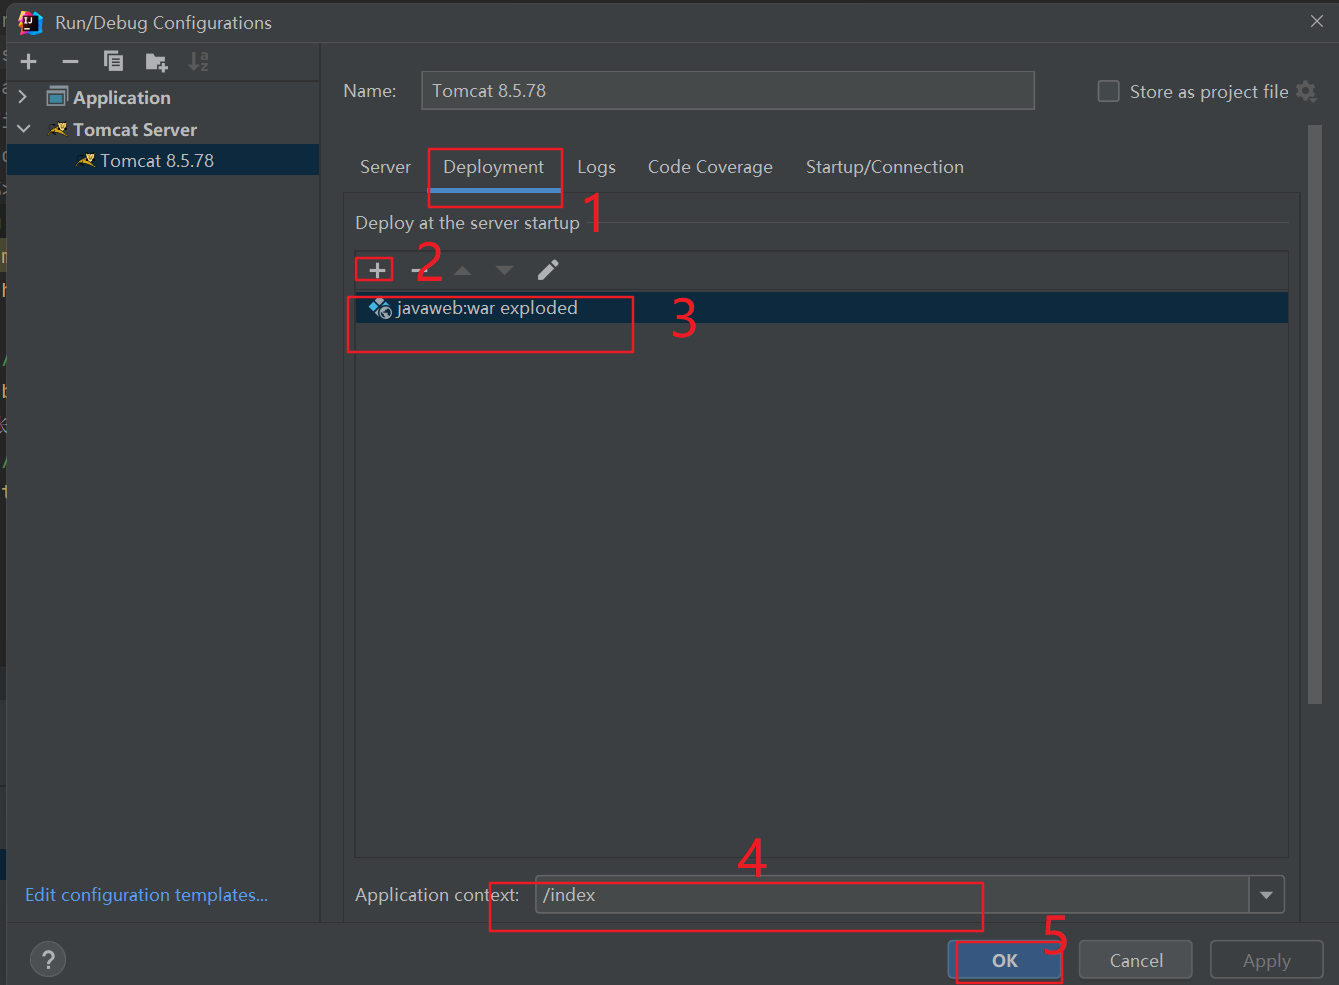 Run/Debug Configurations
Application
Tomcat Server
Tomcat 8.5.78
Name: Tomcat 8.5.78 Store as project file
Server Deployment Logs Code Coverage Startup/Connection
1
Deploy at the server startup
2
javaweb:war exploded
3
4
Application context: /index
Edit configuration templates...
5
? OK Cancel Apply